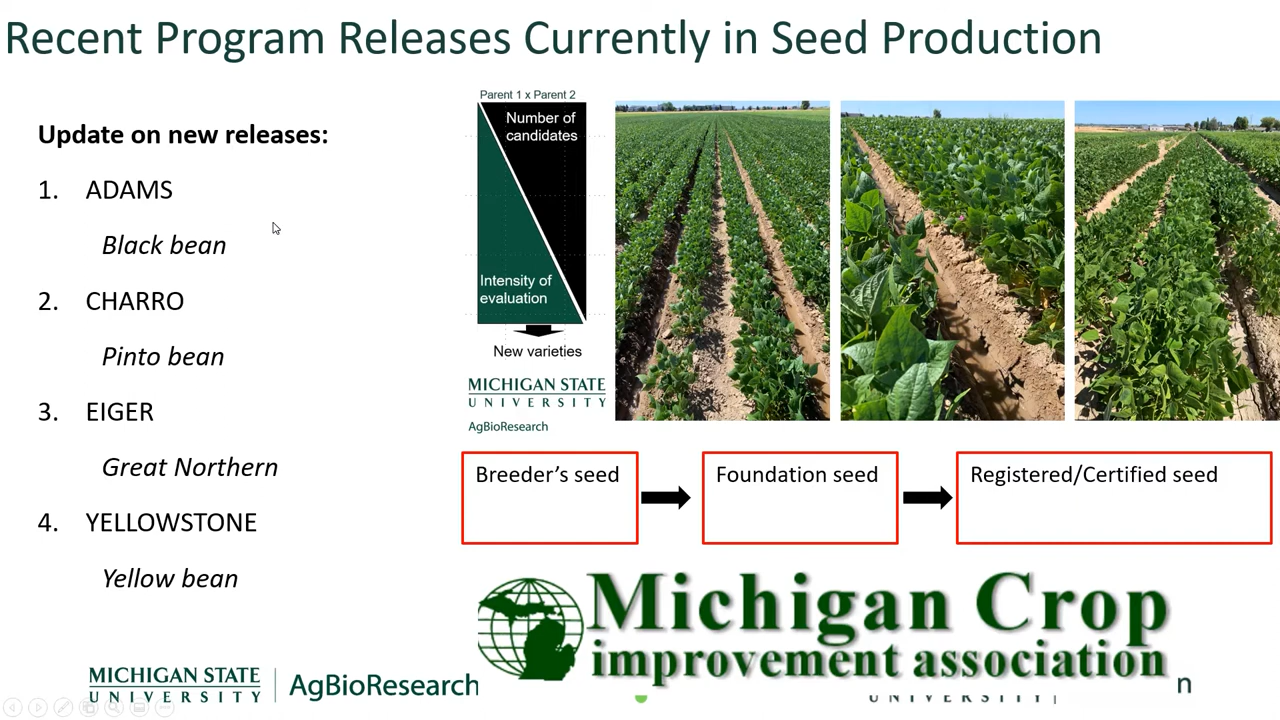 Recent Program Releases Currently in Seed Production
Update on new releases:
1. ADAMS
Black bean
2. CHARRO
Pinto bean
3. EIGER
Great Northern
4. YELLOWSTONE
Yellow bean
Parent 1 x Parent 2
Number of
candidates
Intensity of
evaluation
New varieties
MICHIGAN STATE
UNIVERSITY
AgBioResearch
Breeder's seed
Foundation seed
Registered/Certified seed
Michigan Crop
improvement association
MICHIGAN STATE
UNIVERSITY
AgBioResearch
UNIVERSITY
n